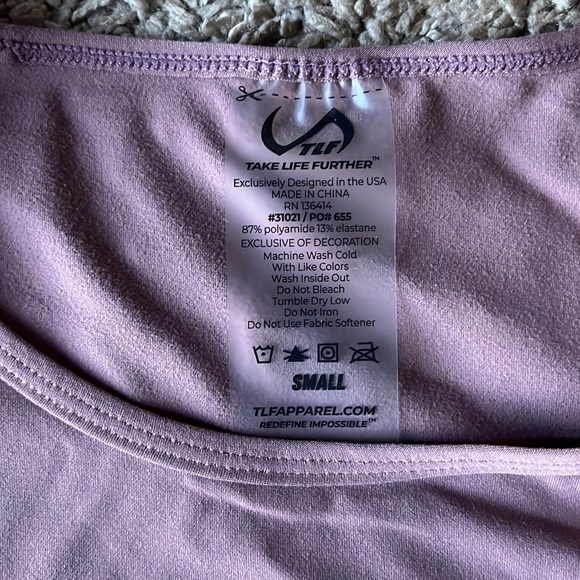 TLF
TAKE LIFE FURTHER™
Exclusively Designed in the USA
MADE IN CHINA
RN 136414
#31021 / PO# 655
87% polyamide 13% elastane
EXCLUSIVE OF DECORATION
Machine Wash Cold
With Like Colors
Wash Inside Out
Do Not Bleach
Tumble Dry Low
Do Not Iron
Do Not Use Fabric Softener
SMALL
TLFAPPAREL.COM
REDEFINE IMPOSSIBLE™